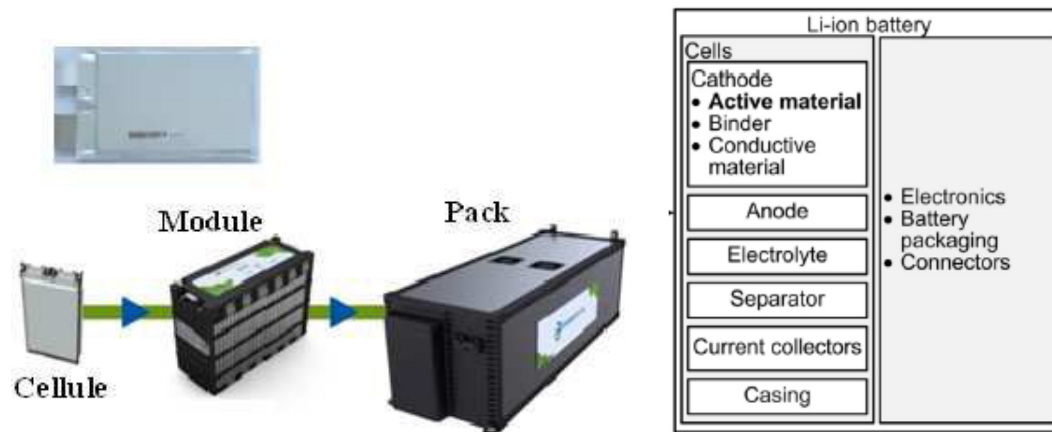 Module
Pack
Cellule
Li-ion battery
Cells
Cathode
• Active material
• Binder
• Conductive
material
Anode
Electrolyte
Separator
Current collectors
Casing
• Electronics
• Battery
packaging
• Connectors